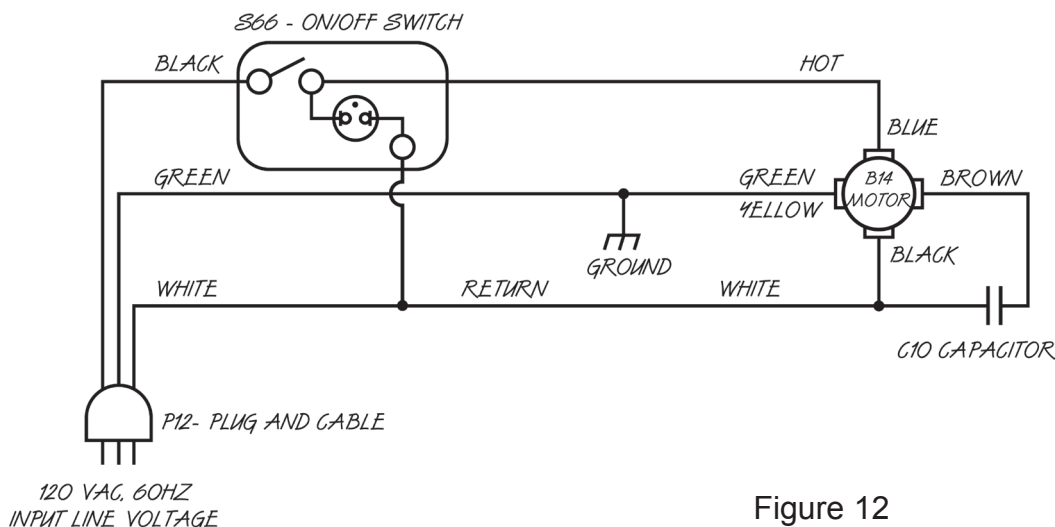 S66 - ON/OFF SWITCH
BLACK
HOT
BLUE
GREEN
GREEN
YELLOW
B14
MOTOR
BROWN
GROUND
BLACK
WHITE
RETURN
WHITE
C10 CAPACITOR
P12- PLUG AND CABLE
120 VAC, 60HZ
INPUT LINE VOLTAGE
Figure 12